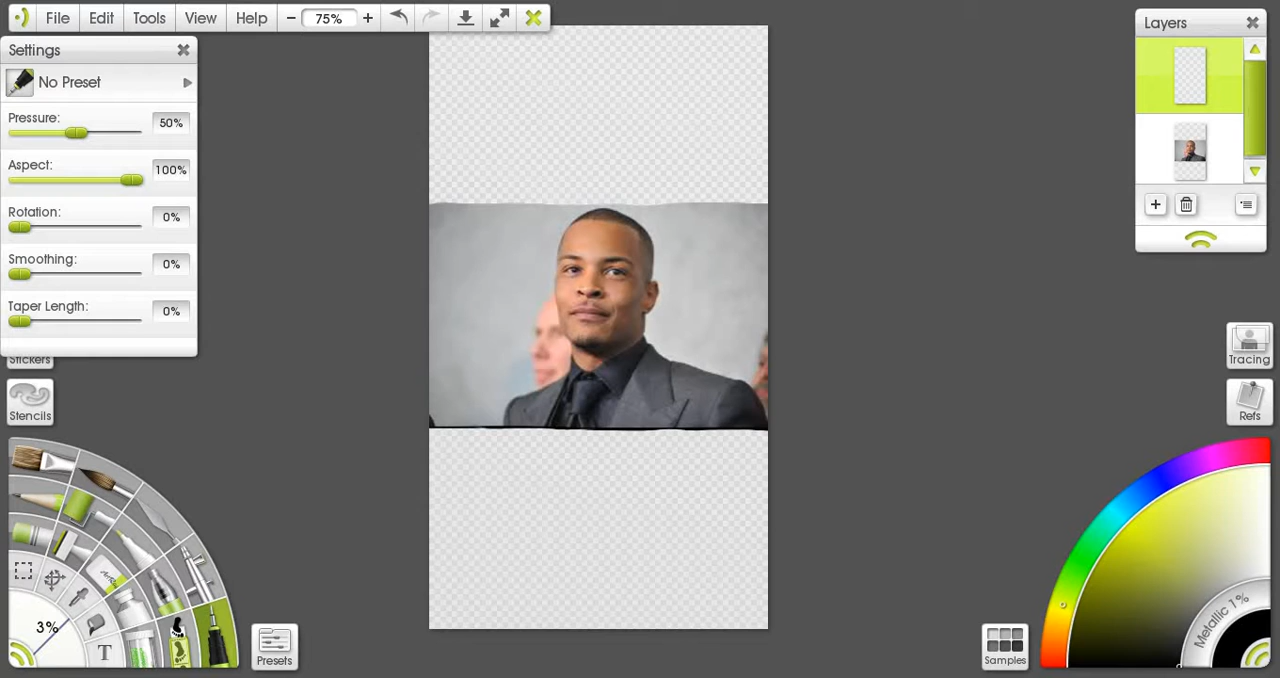 File Edit Tools View Help − 75% +
Settings
No Preset
Pressure:
50%
Aspect:
100%
Rotation:
0%
Smoothing:
0%
Taper Length:
0%
Stickers
Stencils
3%
T
Presets
Layers
Tracing
Refs
Metallic 1%
Samples